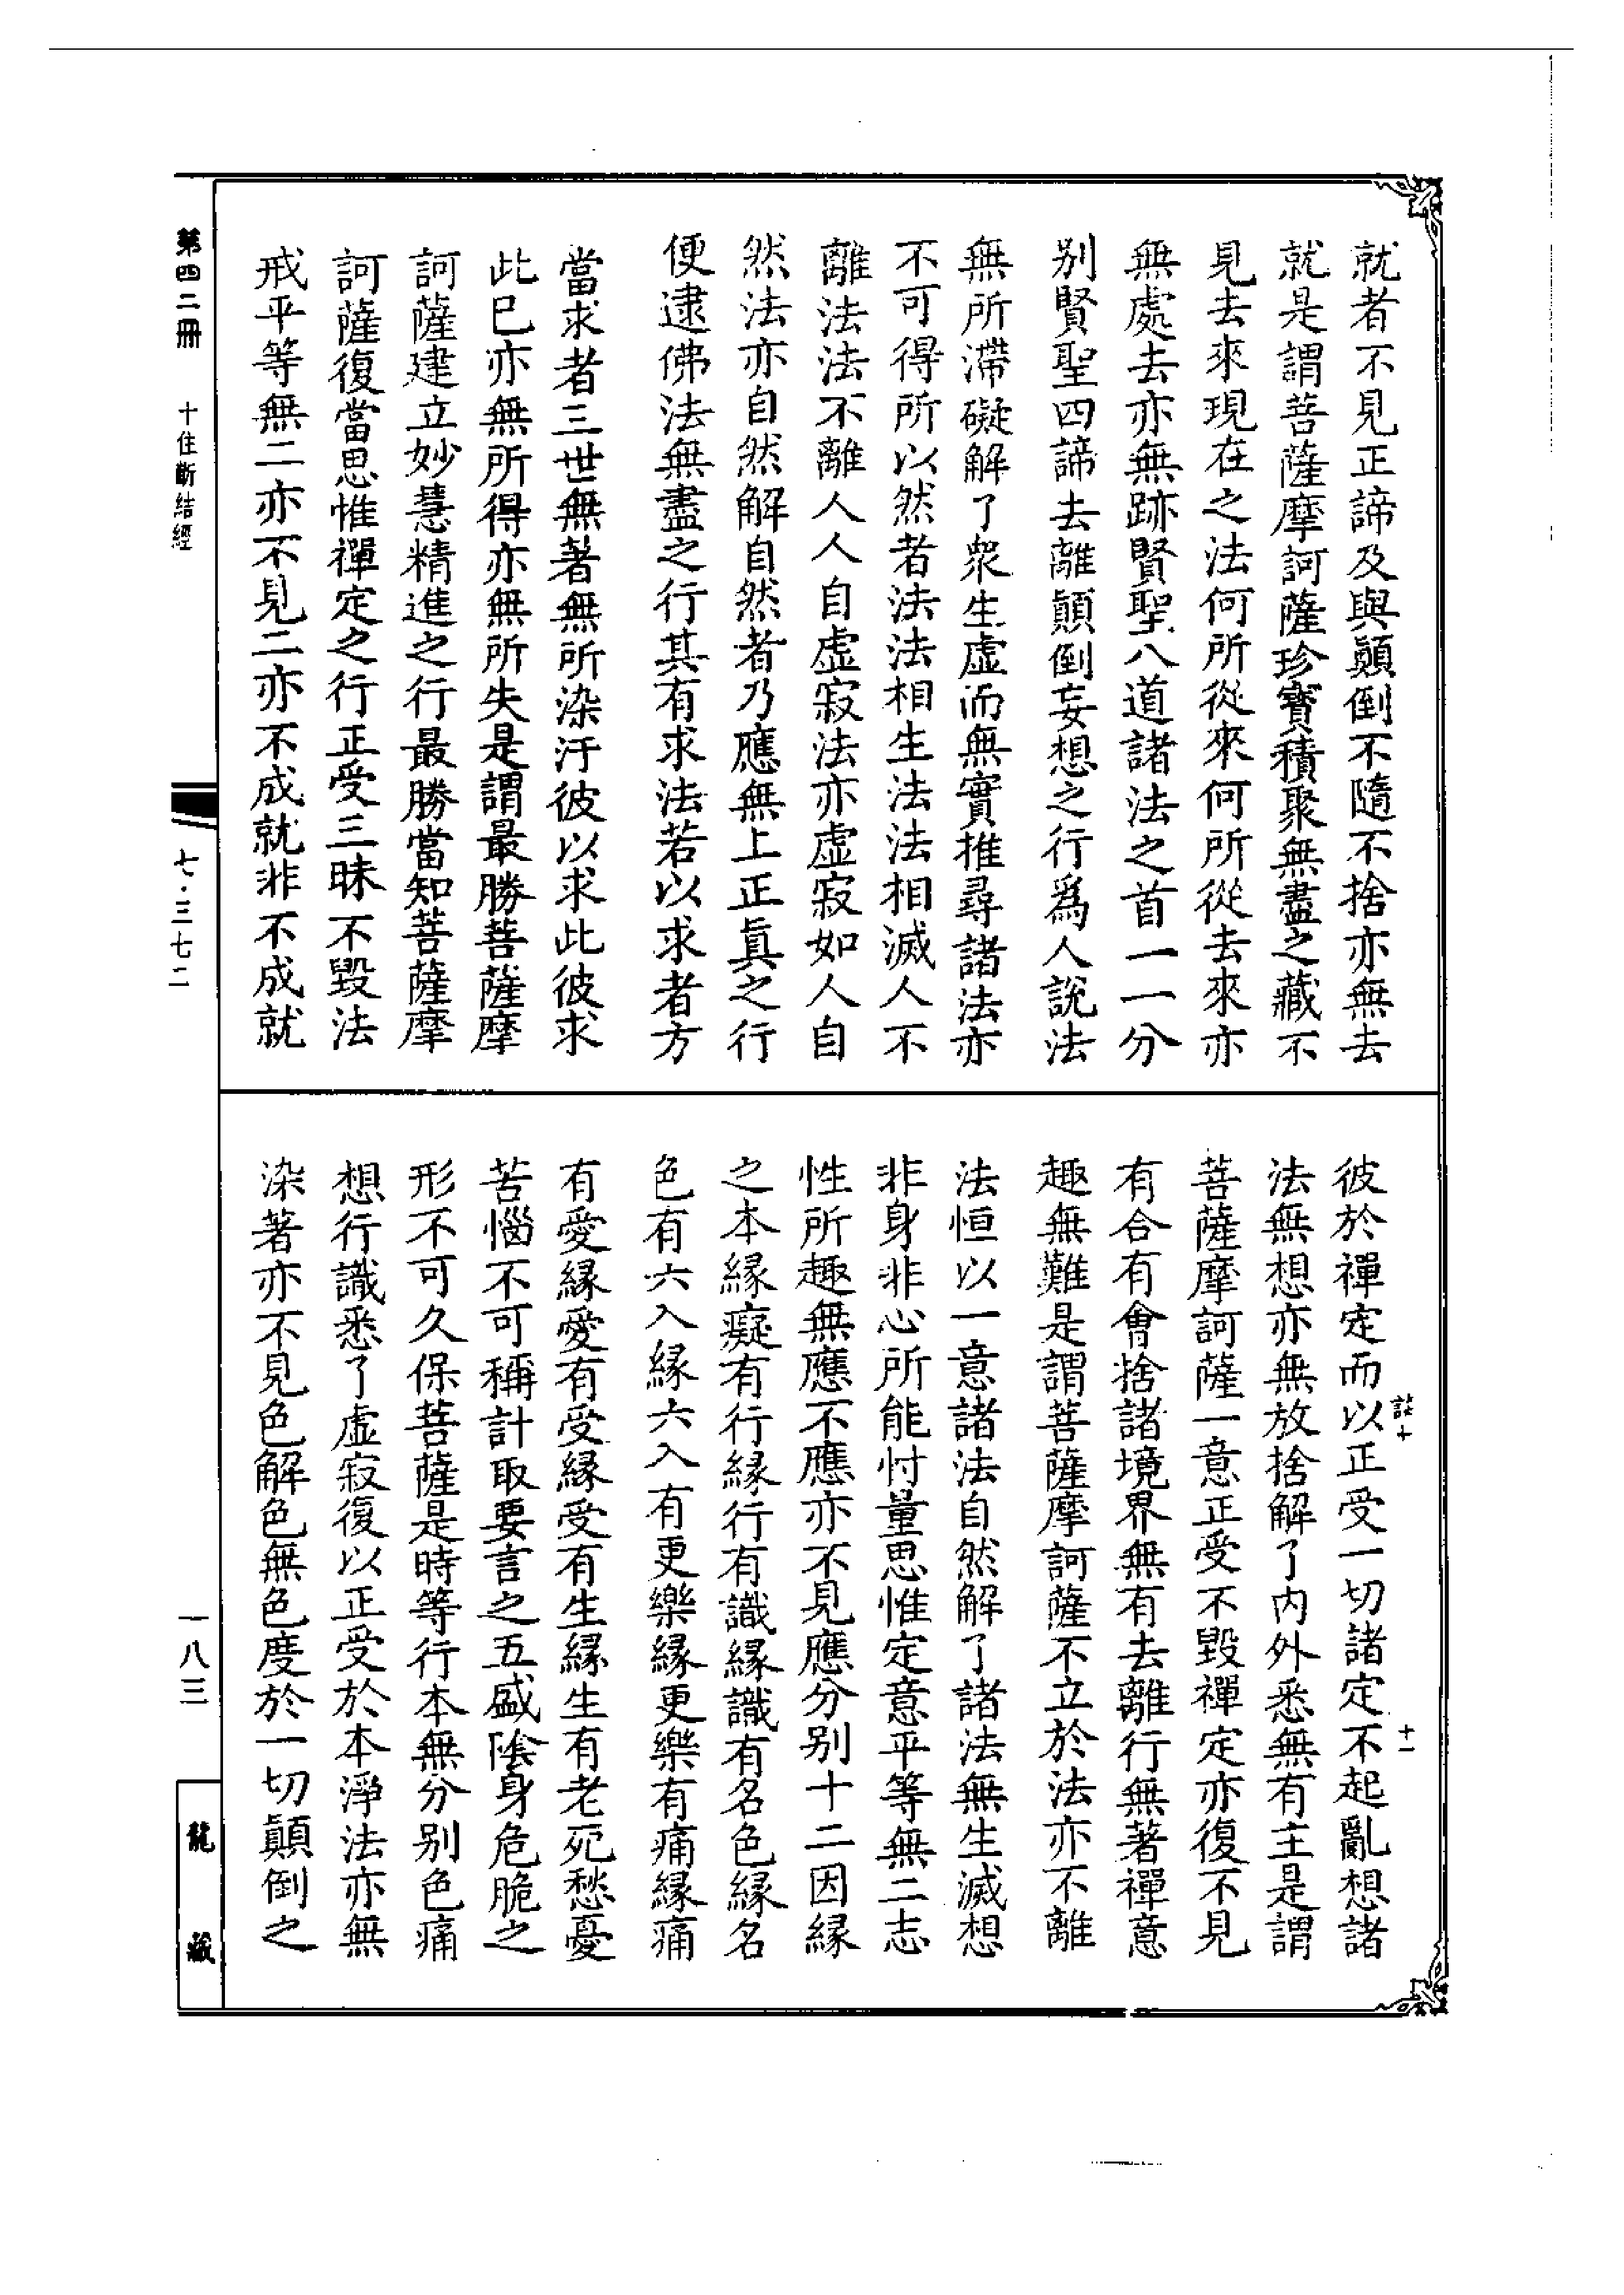 就者不見正諦及與顛倒不隨不捨亦無去
就是謂菩薩摩訶薩珍寶積聚無盡之藏不
見去來現在之法何所從來何所從去來亦
無處去亦無跡賢聖八道諸法之首一一分
別賢聖四諦去離顛倒妄想之行爲人說法
無所滯礙解了衆生虛而無實推尋諸法亦
不可得所以然者法法相生法法相滅人不
離法法不離人人自虛寂法亦虛寂如人自
然法亦自然解自然者乃應無上正眞之行
便逮佛法無盡之行其有求法若以求者方
當求者三世無著無所染汙彼以求此彼求
此已亦無所得亦無所失是謂最勝菩薩摩
訶薩建立妙慧精進之行最勝當知菩薩摩
訶薩復當思惟禪定之行正受三昧不毀法
戒平等無二亦不見二亦不成就非不成就
彼於禪定而以正受一切諸定不起亂想諸
法無想亦無放捨解了內外悉無有主是謂
菩薩摩訶薩一意正受不毀禪定亦復不見
有合有會捨諸境界無有去離行無著禪意
趣無難是謂菩薩摩訶薩不立於法亦不離
法恒以一意諸法自然解了諸法無生滅想
非身非心所能忖量思惟定意平等無二志
性所趣無應不應亦不見應分別十二因緣
之本緣癡有行緣行有識緣識有名色緣名
色有六入緣六入有更樂緣更樂有痛緣痛
有愛緣愛有受緣受有生緣生有老死愁憂
苦惱不可稱計取要言之五盛陰身危脆之
形不可久保菩薩是時等行本無分別色痛
想行識悉了虛寂復以正受於本淨法亦無
染著亦不見色解色無色度於一切顛倒之
十一
第四二冊
十住斷結經
七·三七二
一八三
龍藏